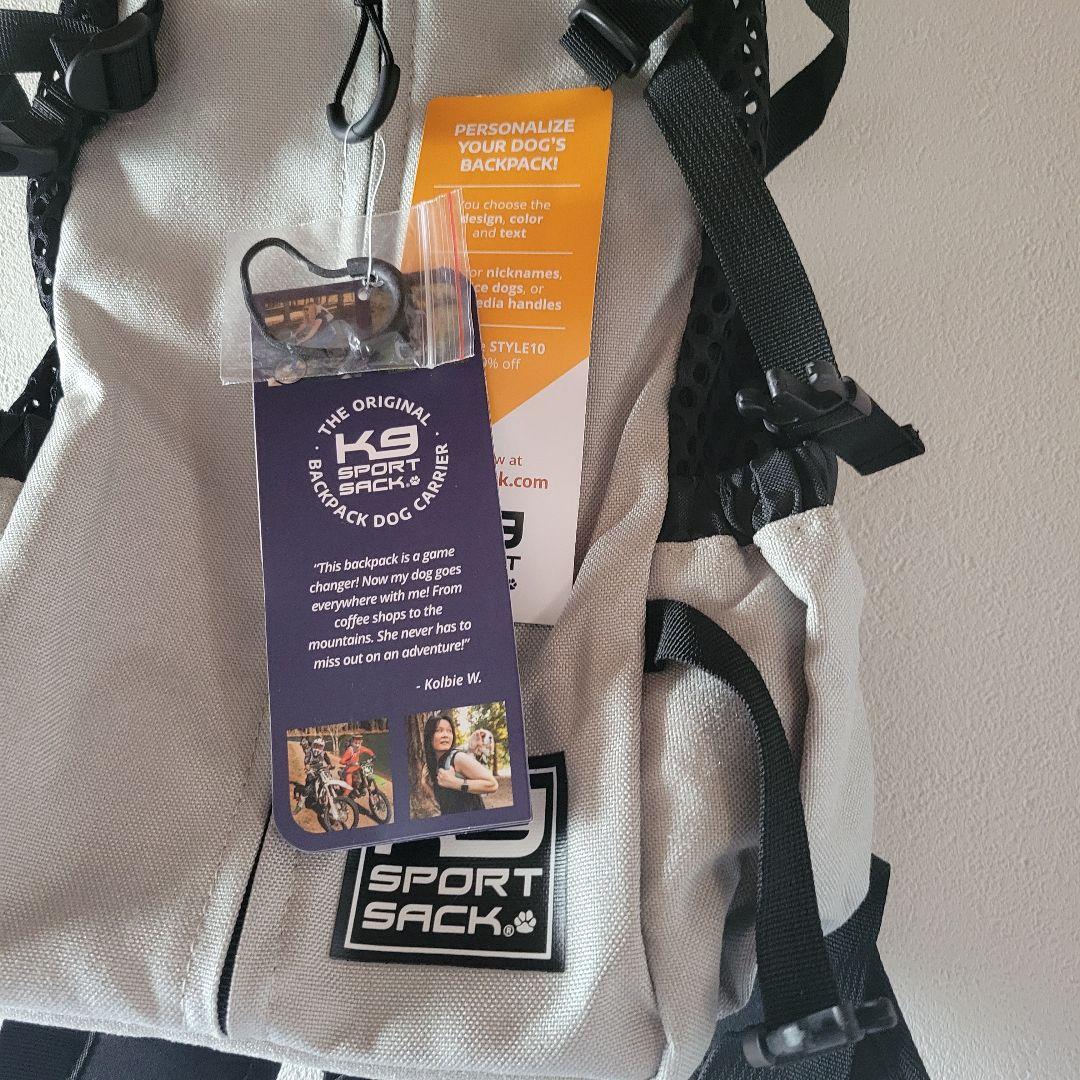 PERSONALIZE
YOUR DOG'S
BACKPACK!
you choose the
design, color
and text
or nicknames,
dogs, or
handles
STYLE10
% off
at
k.com
THE ORIGINAL
K9
SPORT
SACK
BACKPACK DOG CARRIER
"This backpack is a game
changer! Now my dog goes
everywhere with me! From
coffee shops to the
mountains. She never has to
miss out on an adventure!"
- Kolbie W.
SPORT
SACK®